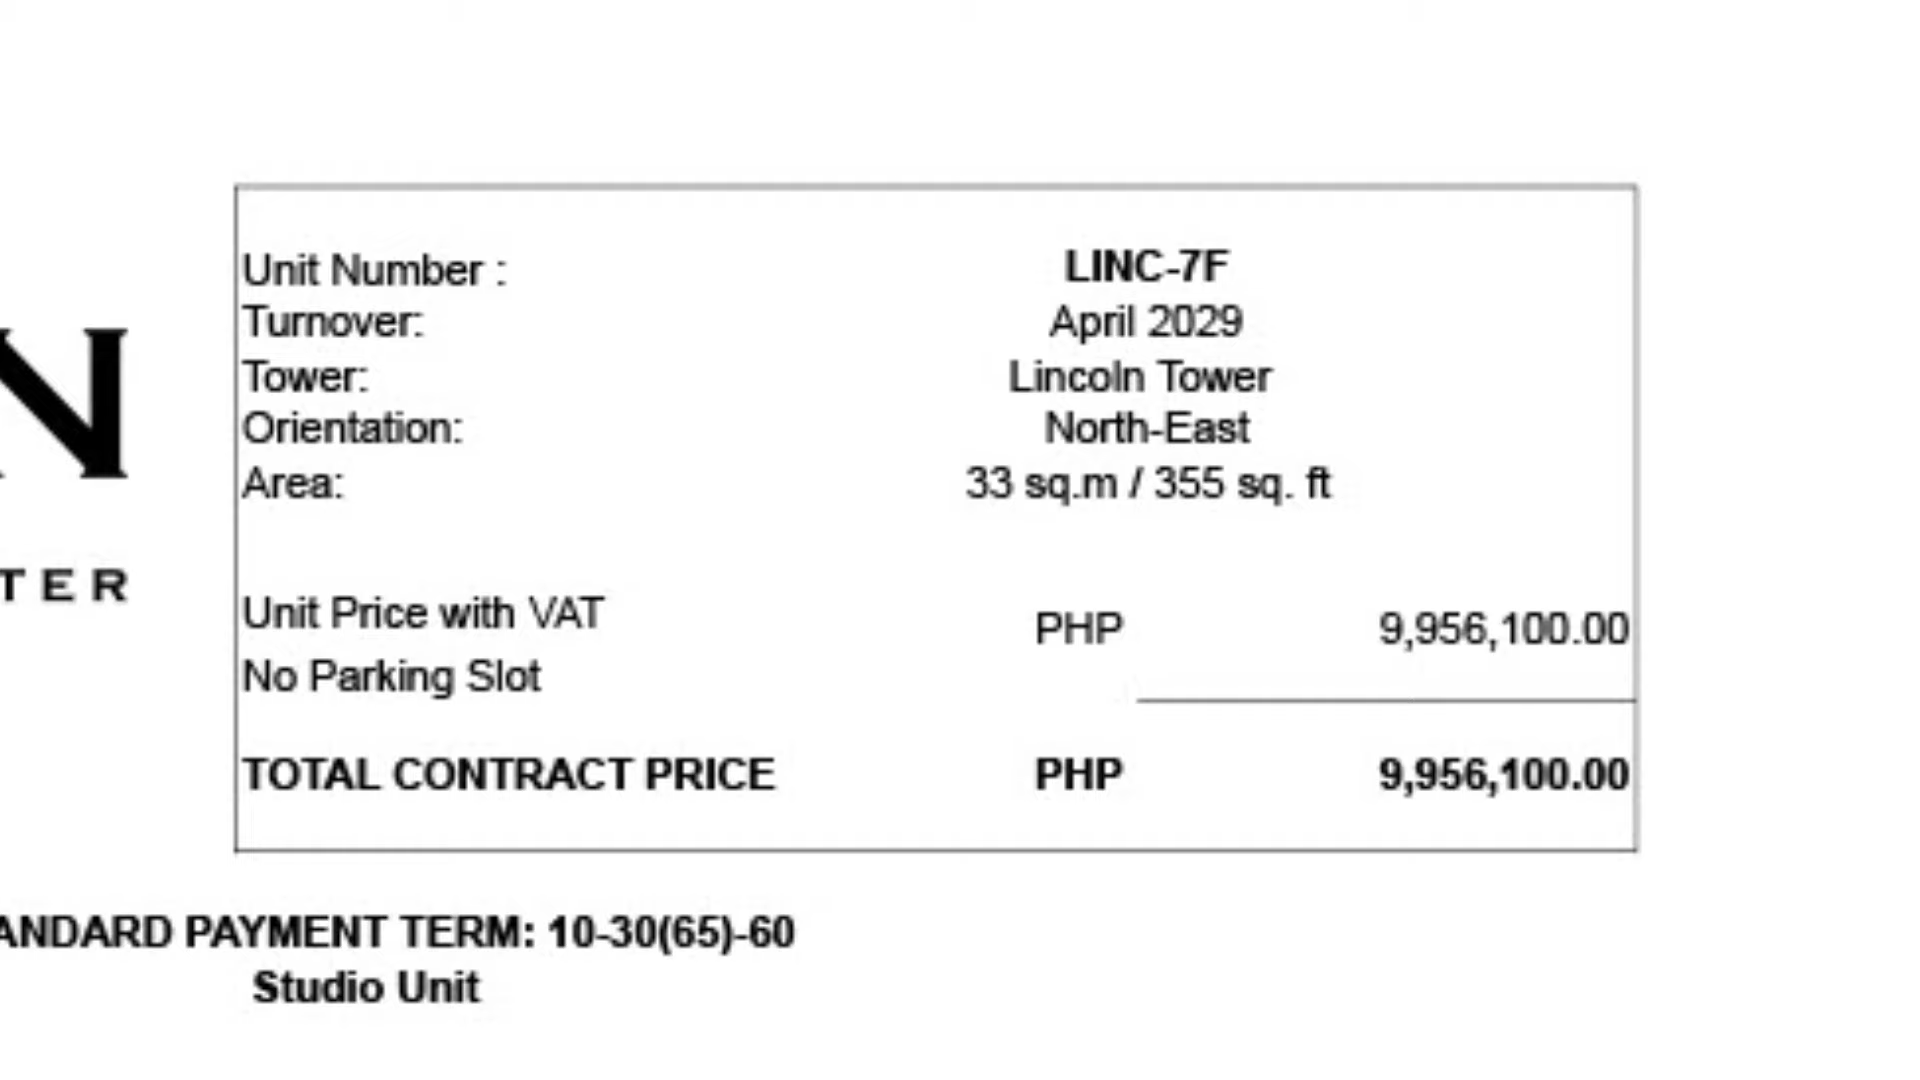 N
TER
Unit Number : LINC-7F
Turnover: April 2029
Tower: Lincoln Tower
Orientation: North-East
Area: 33 sq.m / 355 sq. ft
Unit Price with VAT PHP 9,956,100.00
No Parking Slot
TOTAL CONTRACT PRICE PHP 9,956,100.00
ANDARD PAYMENT TERM: 10-30(65)-60
Studio Unit